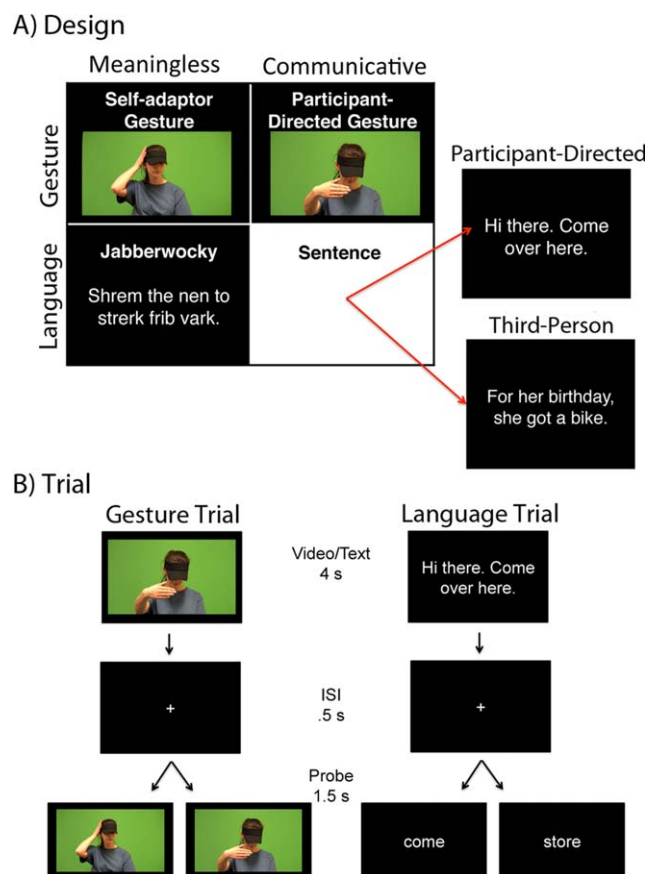 A) Design
Meaningless
Communicative
Gesture
Self-adaptor
Gesture
Participant-
Directed Gesture
Language
Jabberwocky
Shrem the nen to
strerk frib vark.
Sentence
Participant-Directed
Hi there. Come
over here.
Third-Person
For her birthday,
she got a bike.
B) Trial
Gesture Trial
Language Trial
Video/Text
4 s
Hi there. Come
over here.
+
ISI
.5 s
+
Probe
1.5 s
come
store